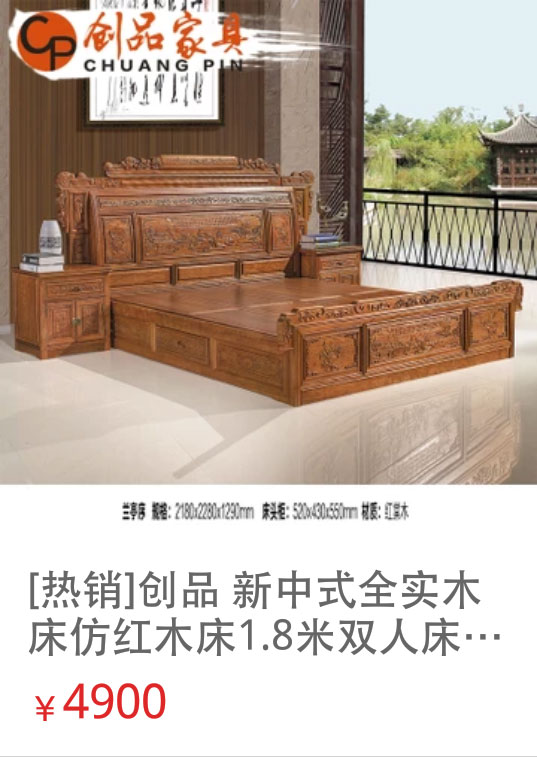 创品家具
CP CHUANG PIN
兰亭序 规格：2180x2280x1290mm 床头柜：520x430x550mm 材质：红棠木
[热销]创品 新中式全实木
床仿红木床1.8米双人床…
￥4900